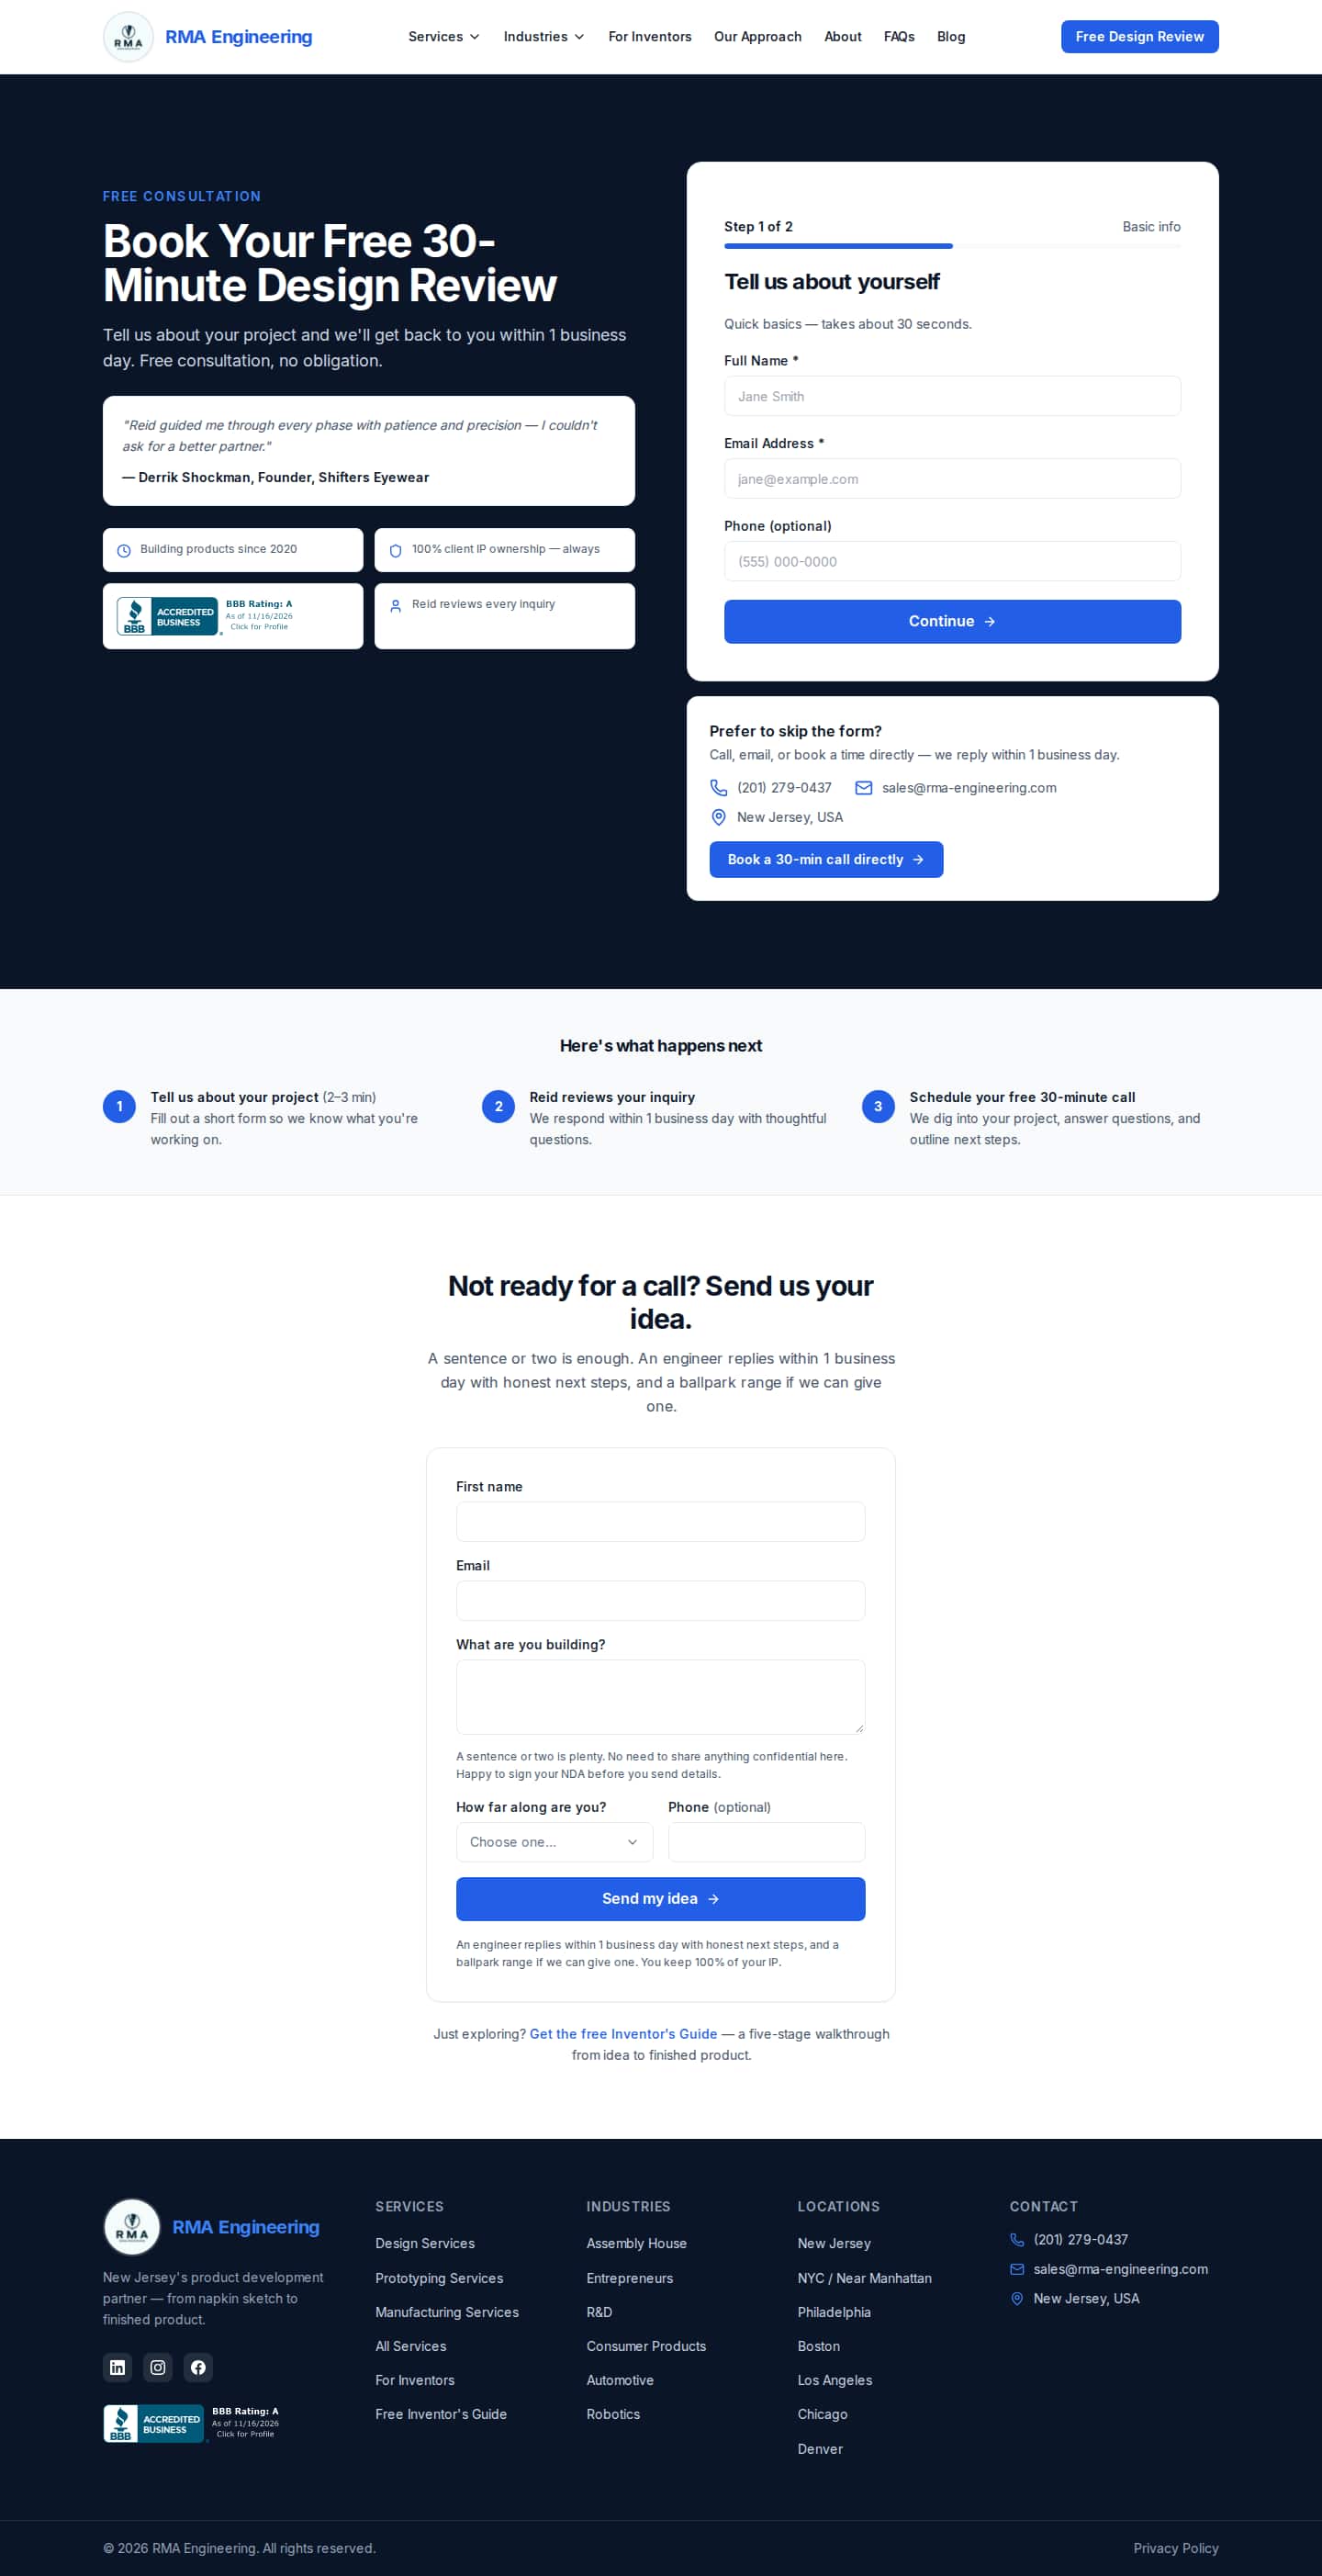 RMA
RMA Engineering
Services
Industries
For Inventors
Our Approach
About
FAQs
Blog
Free Design Review
FREE CONSULTATION
Book Your Free 30-
Minute Design Review
Tell us about your project and we'll get back to you within 1 business
day. Free consultation, no obligation.
"Reid guided me through every phase with patience and precision — I couldn't
ask for a better partner."
— Derrik Shockman, Founder, Shifters Eyewear
Building products since 2020
100% client IP ownership — always
BBB
ACCREDITED
BUSINESS
BBB Rating: A
As of 11/16/2026
Click for Profile
Reid reviews every inquiry
Step 1 of 2
Basic info
Tell us about yourself
Quick basics — takes about 30 seconds.
Full Name *
Jane Smith
Email Address *
jane@example.com
Phone (optional)
(555) 000-0000
Continue
Prefer to skip the form?
Call, email, or book a time directly — we reply within 1 business day.
(201) 279-0437
sales@rma-engineering.com
New Jersey, USA
Book a 30-min call directly
Here's what happens next
1
Tell us about your project (2–3 min)
Fill out a short form so we know what you're
working on.
2
Reid reviews your inquiry
We respond within 1 business day with thoughtful
questions.
3
Schedule your free 30-minute call
We dig into your project, answer questions, and
outline next steps.
Not ready for a call? Send us your
idea.
A sentence or two is enough. An engineer replies within 1 business
day with honest next steps, and a ballpark range if we can give
one.
First name
Email
What are you building?
A sentence or two is plenty. No need to share anything confidential here.
Happy to sign your NDA before you send details.
How far along are you?
Phone (optional)
Choose one...
Send my idea
An engineer replies within 1 business day with honest next steps, and a
ballpark range if we can give one. You keep 100% of your IP.
Just exploring? Get the free Inventor's Guide — a five-stage walkthrough
from idea to finished product.
RMA
RMA Engineering
New Jersey's product development
partner — from napkin sketch to
finished product.
BBB
ACCREDITED
BUSINESS
BBB Rating: A
As of 11/16/2026
Click for Profile
SERVICES
Design Services
Prototyping Services
Manufacturing Services
All Services
For Inventors
Free Inventor's Guide
INDUSTRIES
Assembly House
Entrepreneurs
R&D
Consumer Products
Automotive
Robotics
LOCATIONS
New Jersey
NYC / Near Manhattan
Philadelphia
Boston
Los Angeles
Chicago
Denver
CONTACT
(201) 279-0437
sales@rma-engineering.com
New Jersey, USA
© 2026 RMA Engineering. All rights reserved.
Privacy Policy